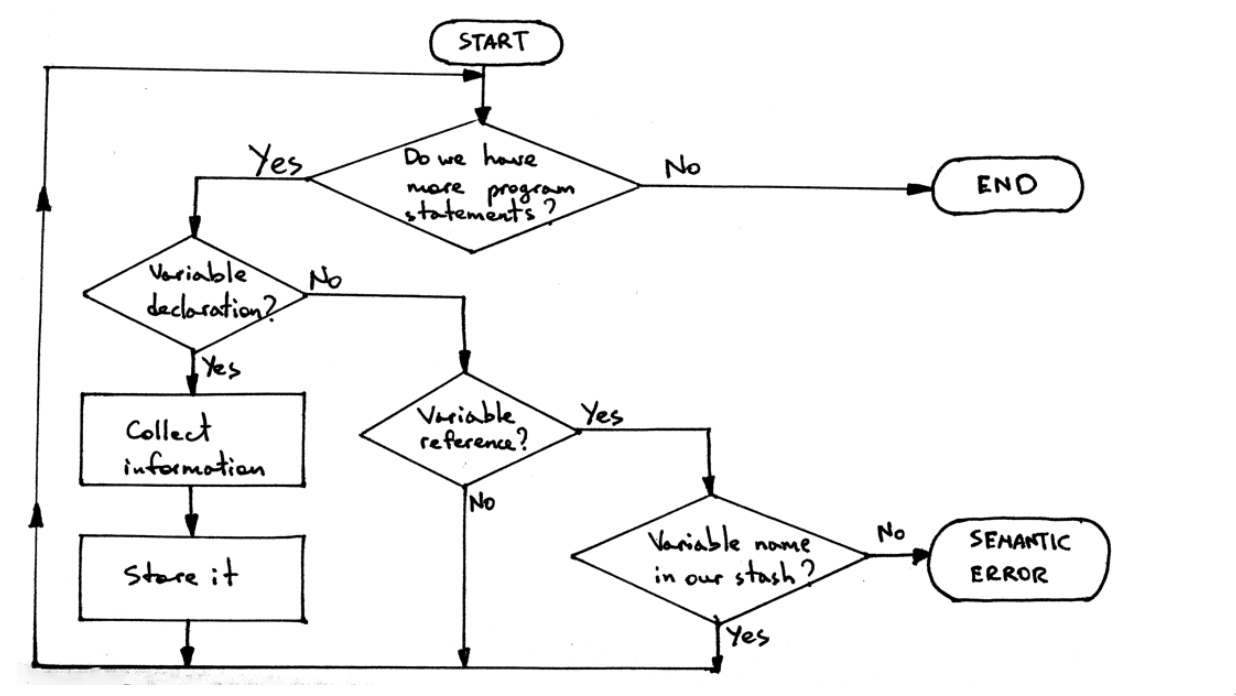 START
Yes
Do we have
more program
statements?
No
END
Variable
declaration?
No
Yes
Collect
information
Store it
Variable
reference?
Yes
No
Variable name
in our stash?
No
SEMANTIC
ERROR
Yes